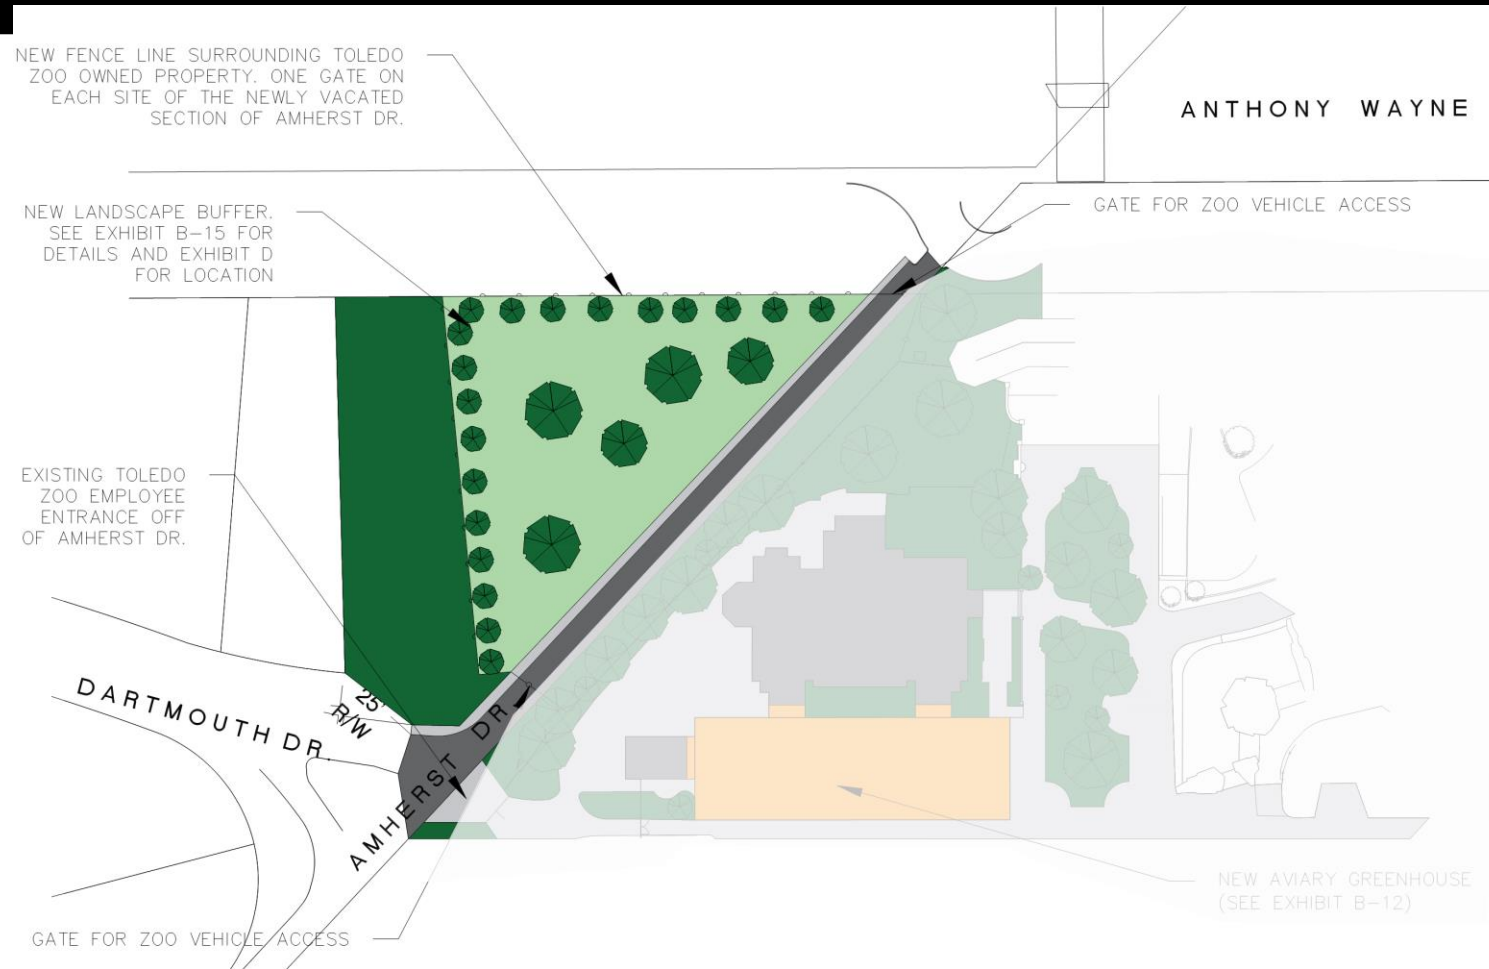 NEW FENCE LINE SURROUNDING TOLEDO
ZOO OWNED PROPERTY. ONE GATE ON
EACH SITE OF THE NEWLY VACATED
SECTION OF AMHERST DR.
ANTHONY WAYNE
GATE FOR ZOO VEHICLE ACCESS
NEW LANDSCAPE BUFFER.
SEE EXHIBIT B-15 FOR
DETAILS AND EXHIBIT D
FOR LOCATION
EXISTING TOLEDO
ZOO EMPLOYEE
ENTRANCE OFF
OF AMHERST DR.
DARTMOUTH DR.
25'
R/W
AMHERST DR.
NEW AVIARY GREENHOUSE
(SEE EXHIBIT B-12)
GATE FOR ZOO VEHICLE ACCESS